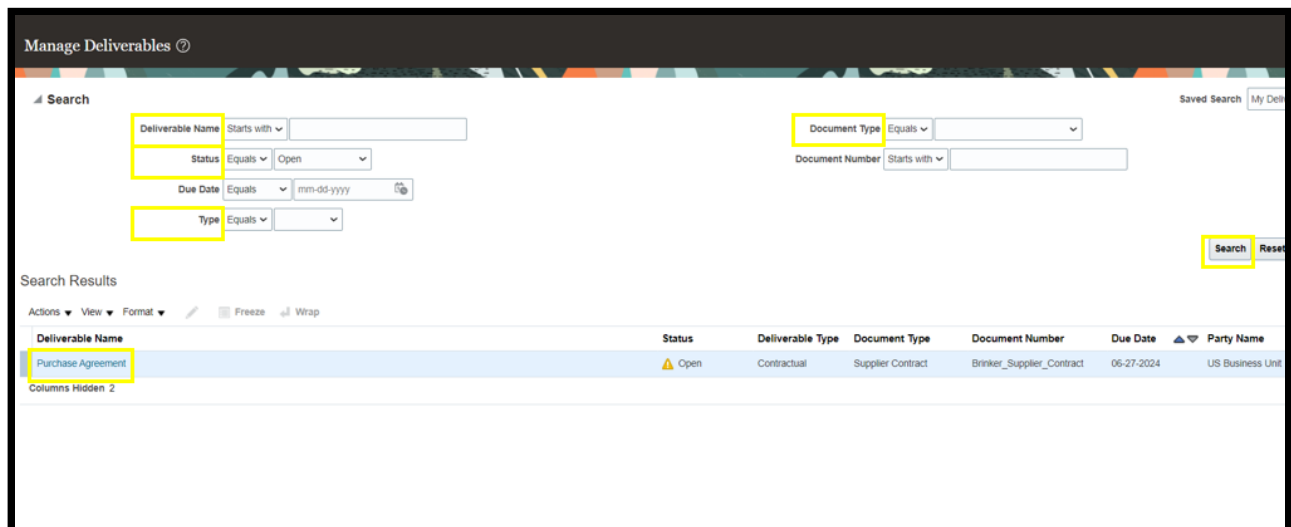 Manage Deliverables
Search
Saved Search My Deli
Deliverable Name Starts with
Document Type Equals
Status Equals Open
Document Number Starts with
Due Date Equals mm-dd-yyyy
Type Equals
Search Reset
Search Results
Actions View Format Freeze Wrap
Deliverable Name Status Deliverable Type Document Type Document Number Due Date Party Name
Purchase Agreement Open Contractual Supplier Contract Brinker_Supplier_Contract 06-27-2024 US Business Unit
Columns Hidden 2